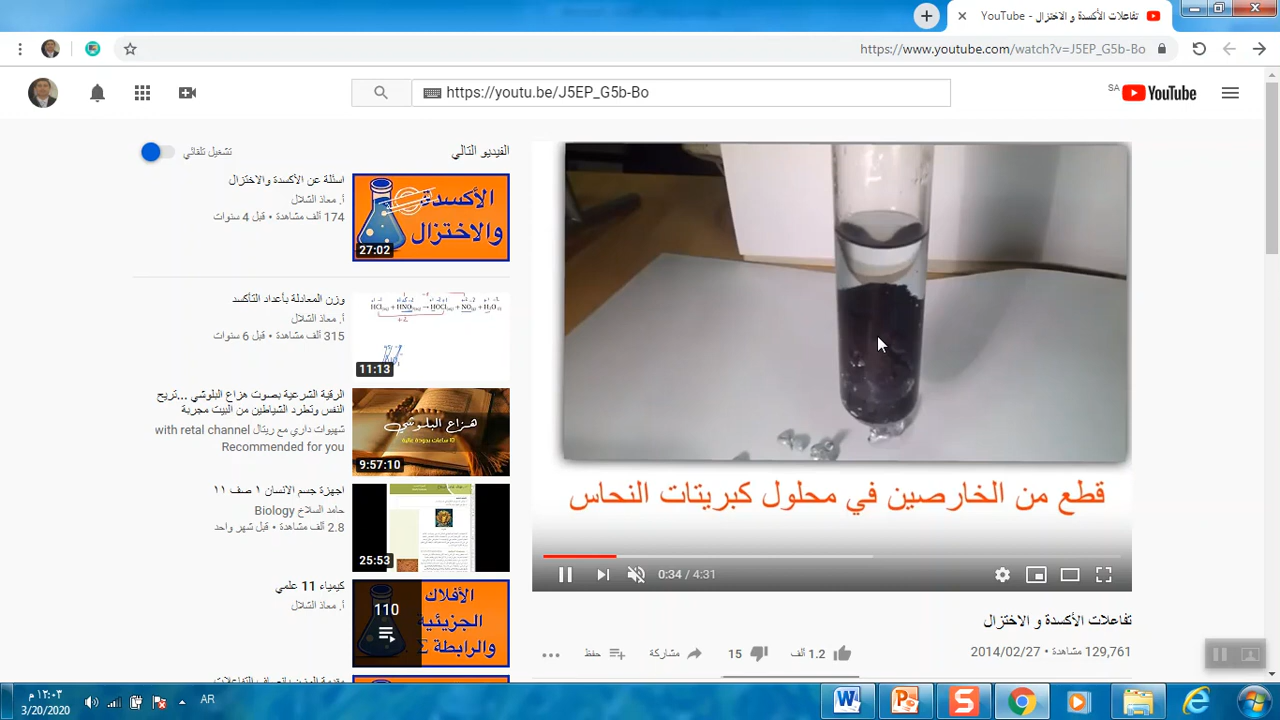 تفاعلات الأكسدة و الاختزال - YouTube
https://www.youtube.com/watch?v=J5EP_G5b-Bo
https://youtu.be/J5EP_G5b-Bo
YouTube SA
قطع من الخارصين في محلول كبريتات النحاس
0:34 / 4:31
تفاعلات الأكسدة و الاختزال
129,761 مشاهدة 2014/02/27
1.2 ألف
15
مشاركة
حفظ
الفيديو التالي
تشغيل تلقائي
الأكسدة
والاختزال
27:02
اسئلة عن الأكسدة والاختزال
أ. معاذ الشلال
174 ألف مشاهدة • قبل 4 سنوات
11:13
وزن المعادلة بأعداد التأكسد
أ. معاذ الشلال
315 ألف مشاهدة • قبل 6 سنوات
هزاع البلوشي
9:57:10
الرقية الشرعية بصوت هزاع البلوشي ...تريح
النفس وتطرد الشياطين من البيت مجربة
شهيوات داري مع ريتال with retal channel
Recommended for you
25:53
اجهزة جسم الانسان ١ صف ١١
حامد السلاخ Biology
2.8 ألف مشاهدة • قبل شهر واحد
الأفلاك
الجزيئية
والرابطة Σ
110
كيمياء 11 علمي
أ. معاذ الشلال
AR
١٢:٠٣ م
3/20/2020